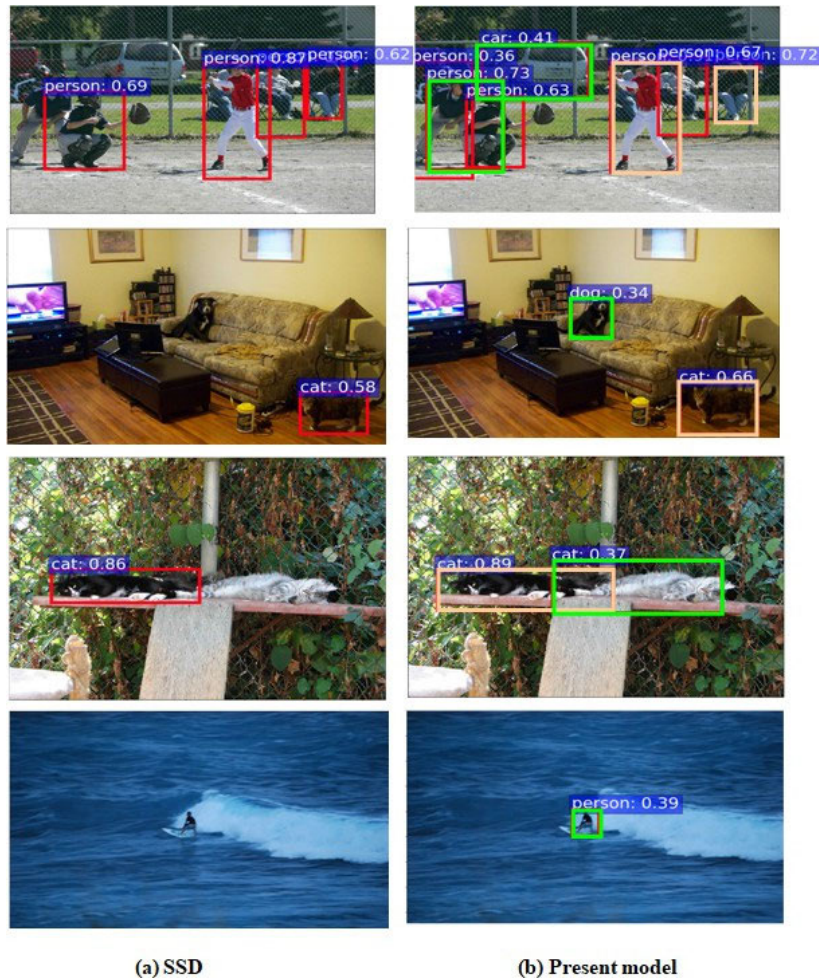 person: 0.62
person: 0.87
person: 0.69
car: 0.41
person: 0.67
person: 0.72
person: 0.36
person: 0.73
person: 0.63
dog: 0.34
cat: 0.58
cat: 0.66
cat: 0.86
cat: 0.89
cat: 0.37
person: 0.39
(a) SSD
(b) Present model